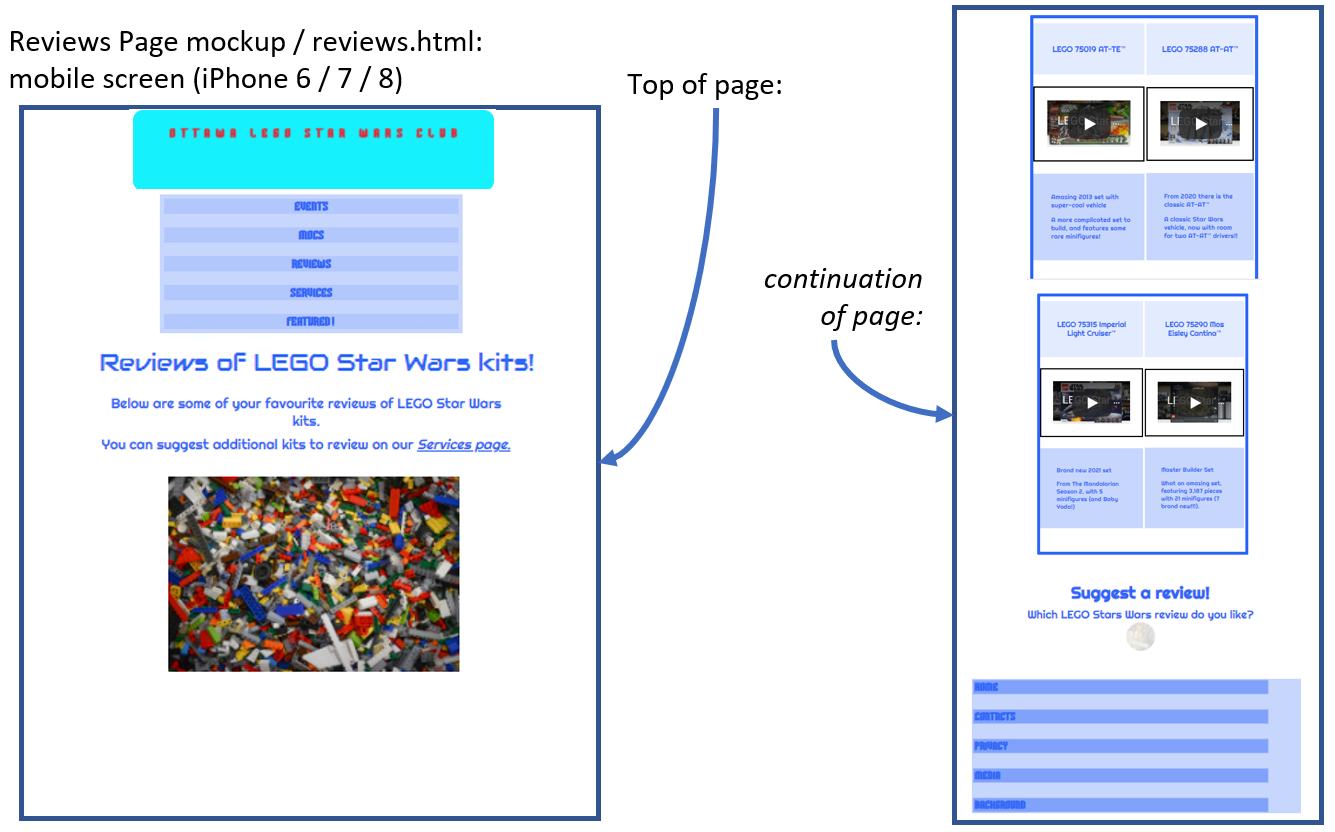 Reviews Page mockup / reviews.html:
mobile screen (iPhone 6 / 7 / 8)
Top of page:
OTTAWA LEGO STAR WARS CLUB
EVENTS
MOCS
REVIEWS
SERVICES
FEATURED!
Reviews of LEGO Star Wars kits!
Below are some of your favourite reviews of LEGO Star Wars
kits.
You can suggest additional kits to review on our Services page.
continuation
of page:
LEGO 75019 AT-TE™
LEGO 75288 AT-AT™
Amazing 2013 set with
super-cool vehicle
A more complicated set to
build, and features some
rare minifigures!
From 2020 there is the
classic AT-AT™
A classic Star Wars
vehicle, now with room
for two AT-AT™ drivers!!
LEGO 75315 Imperial
Light Cruiser™
LEGO 75290 Mos
Eisley Cantina™
Brand new 2021 set
From The Mandalorian
Season 2, with 5
minifigures (and Baby
Yoda!)
Master Builder Set
What an amazing set,
featuring 3,187 pieces
with 21 minifigures (7
brand new!!!).
Suggest a review!
Which LEGO Stars Wars review do you like?
HOME
CONTACTS
PRIVACY
MEDIA
BACKGROUND